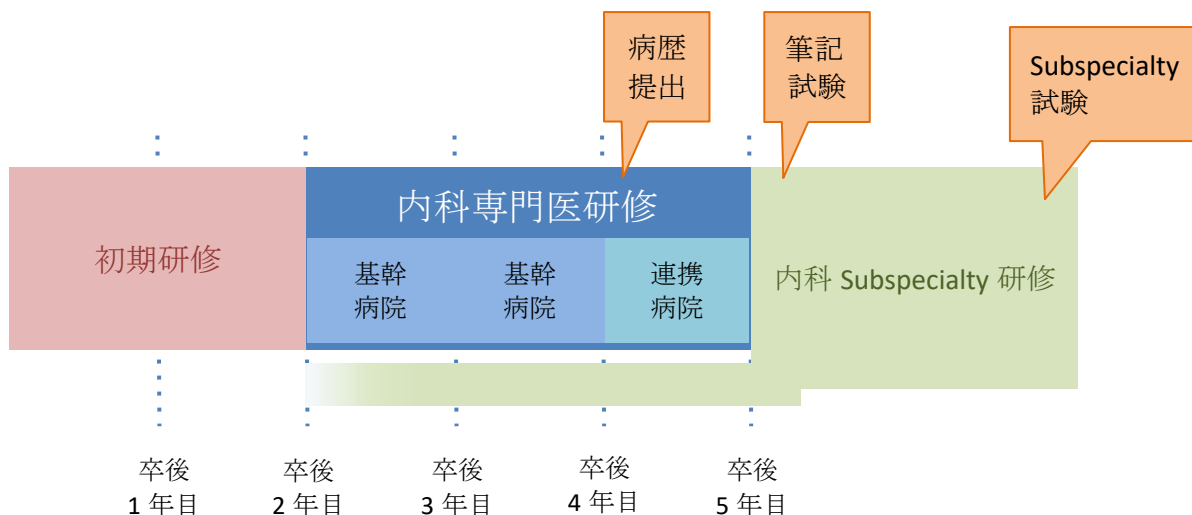 病歴
提出
筆記
試験
Subspecialty
試験
内科専門医研修
初期研修
基幹
病院
基幹
病院
連携
病院
内科 Subspecialty 研修
卒後
1 年目
卒後
2 年目
卒後
3 年目
卒後
4 年目
卒後
5 年目